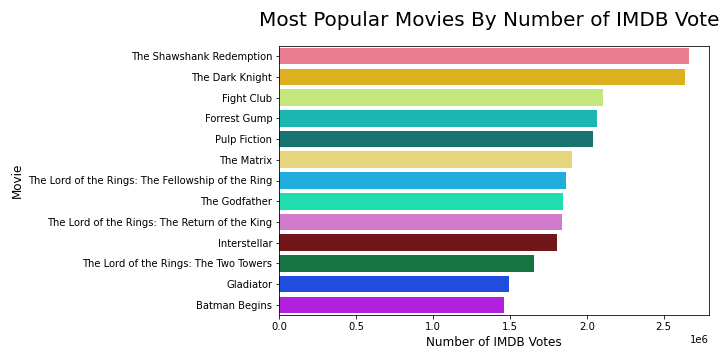 Most Popular Movies By Number of IMDB Vote
Movie
The Shawshank Redemption
The Dark Knight
Fight Club
Forrest Gump
Pulp Fiction
The Matrix
The Lord of the Rings: The Fellowship of the Ring
The Godfather
The Lord of the Rings: The Return of the King
Interstellar
The Lord of the Rings: The Two Towers
Gladiator
Batman Begins
0.0 0.5 1.0 1.5 2.0 2.5
1e6
Number of IMDB Votes